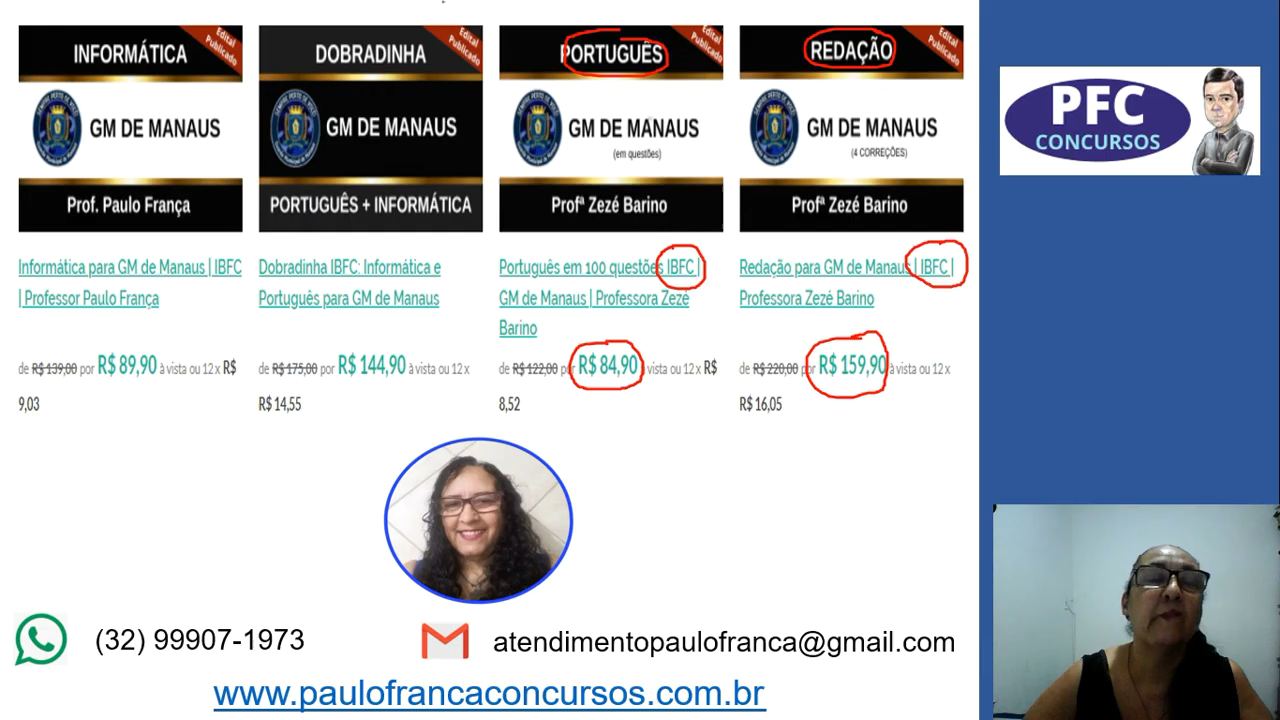 INFORMÁTICA
Edital
Publicado
GM DE MANAUS
Prof. Paulo França
Informática para GM de Manaus | IBFC
| Professor Paulo França
de R$ 139,00 por R$ 89,90 à vista ou 12 x R$
9,03
DOBRADINHA
Edital
Publicado
GM DE MANAUS
PORTUGUÊS + INFORMÁTICA
Dobradinha IBFC: Informática e
Português para GM de Manaus
de R$ 175,00 por R$ 144,90 à vista ou 12 x
R$ 14,55
PORTUGUÊS
Edital
Publicado
GM DE MANAUS
(em questões)
Profª Zezé Barino
Português em 100 questões IBFC |
GM de Manaus | Professora Zezé
Barino
de R$ 122,00 por R$ 84,90 à vista ou 12 x R$
8,52
REDAÇÃO
Edital
Publicado
GM DE MANAUS
(4 CORREÇÕES)
Profª Zezé Barino
Redação para GM de Manaus | IBFC |
Professora Zezé Barino
de R$ 220,00 por R$ 159,90 à vista ou 12 x
R$ 16,05
PFC
CONCURSOS
(32) 99907-1973
atendimentopaulofranca@gmail.com
www.paulofrancaconcursos.com.br